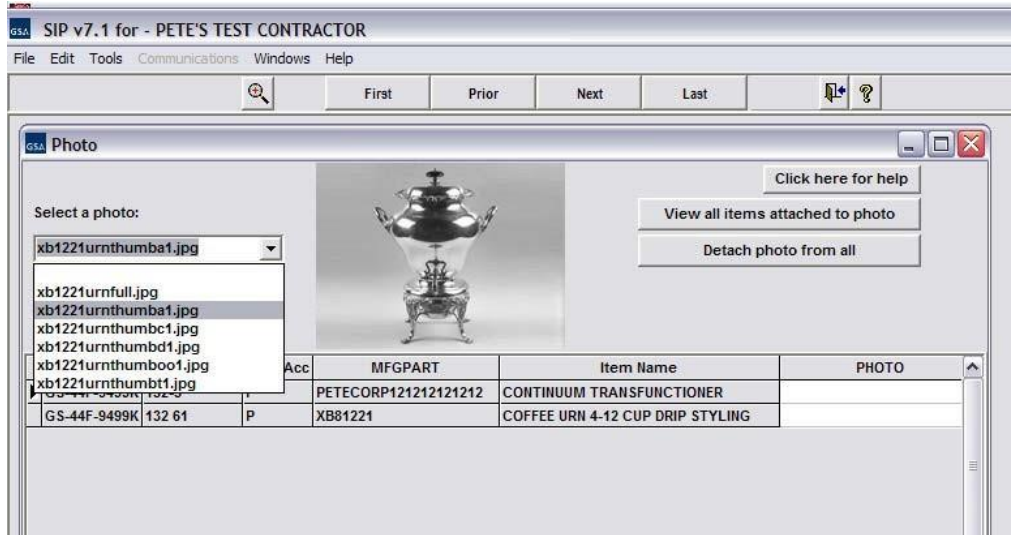 GSA SIP v7.1 for - PETE'S TEST CONTRACTOR
File Edit Tools Communications Windows Help
First Prior Next Last
GSA Photo
Click here for help
Select a photo:
View all items attached to photo
xb1221urnthumba1.jpg
Detach photo from all
xb1221urnfull.jpg
xb1221urnthumba1.jpg
xb1221urnthumbc1.jpg
xb1221urnthumbd1.jpg
xb1221urnthumboo1.jpg
xb1221urnthumbt1.jpg
Acc MFGPART Item Name PHOTO
PETECORP121212121212 CONTINUUM TRANSFUNCTIONER
GS-44F-9499K 132 61 P XB81221 COFFEE URN 4-12 CUP DRIP STYLING